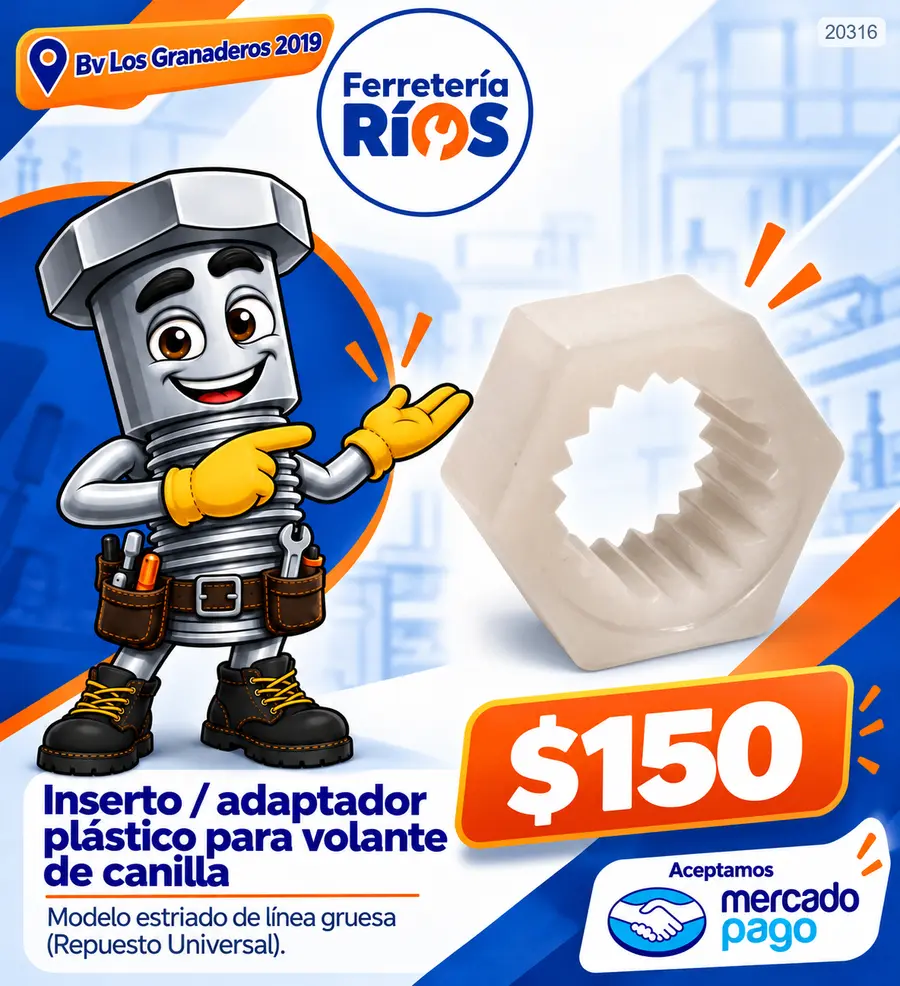 Bv Los Granaderos 2019
Ferretería
RÍOS
20316
$150
Inserto / adaptador
plástico para volante
de canilla
Modelo estriado de línea gruesa
(Repuesto Universal).
Aceptamos
mercado
pago